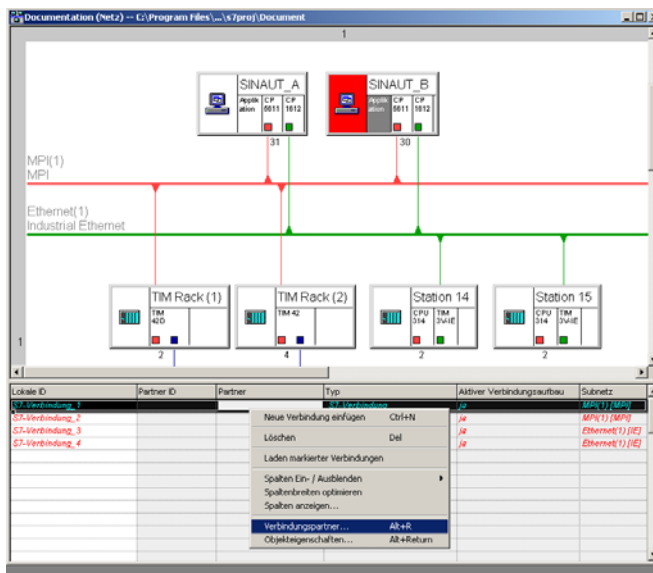 Documentation (Netz) -- C:\Program Files\...\s7proj\Document
1
SINAUT_A
Applik ation
CP 5611
CP 1612
31
SINAUT_B
Applik ation
CP 5611
CP 1612
30
MPI(1)
MPI
Ethernet(1)
Industrial Ethernet
TIM Rack (1)
TIM 42D
2
TIM Rack (2)
TIM 42
4
Station 14
CPU 314
TIM 3V-IE
2
Station 15
CPU 314
TIM 3V-IE
2
1
Lokale ID Partner ID Partner Typ Aktiver Verbindungsaufbau Subnetz
S7-Verbindung_1 S7-Verbindung ja MPI(1) [MPI]
S7-Verbindung_2 ja MPI(1) [MPI]
S7-Verbindung_3 ja Ethernet(1) [IE]
S7-Verbindung_4 ja Ethernet(1) [IE]
Neue Verbindung einfügen Ctrl+N
Löschen Del
Laden markierter Verbindungen
Spalten Ein- / Ausblenden
Spaltenbreiten optimieren
Spalten anzeigen...
Verbindungspartner... Alt+R
Objekteigenschaften... Alt+Return